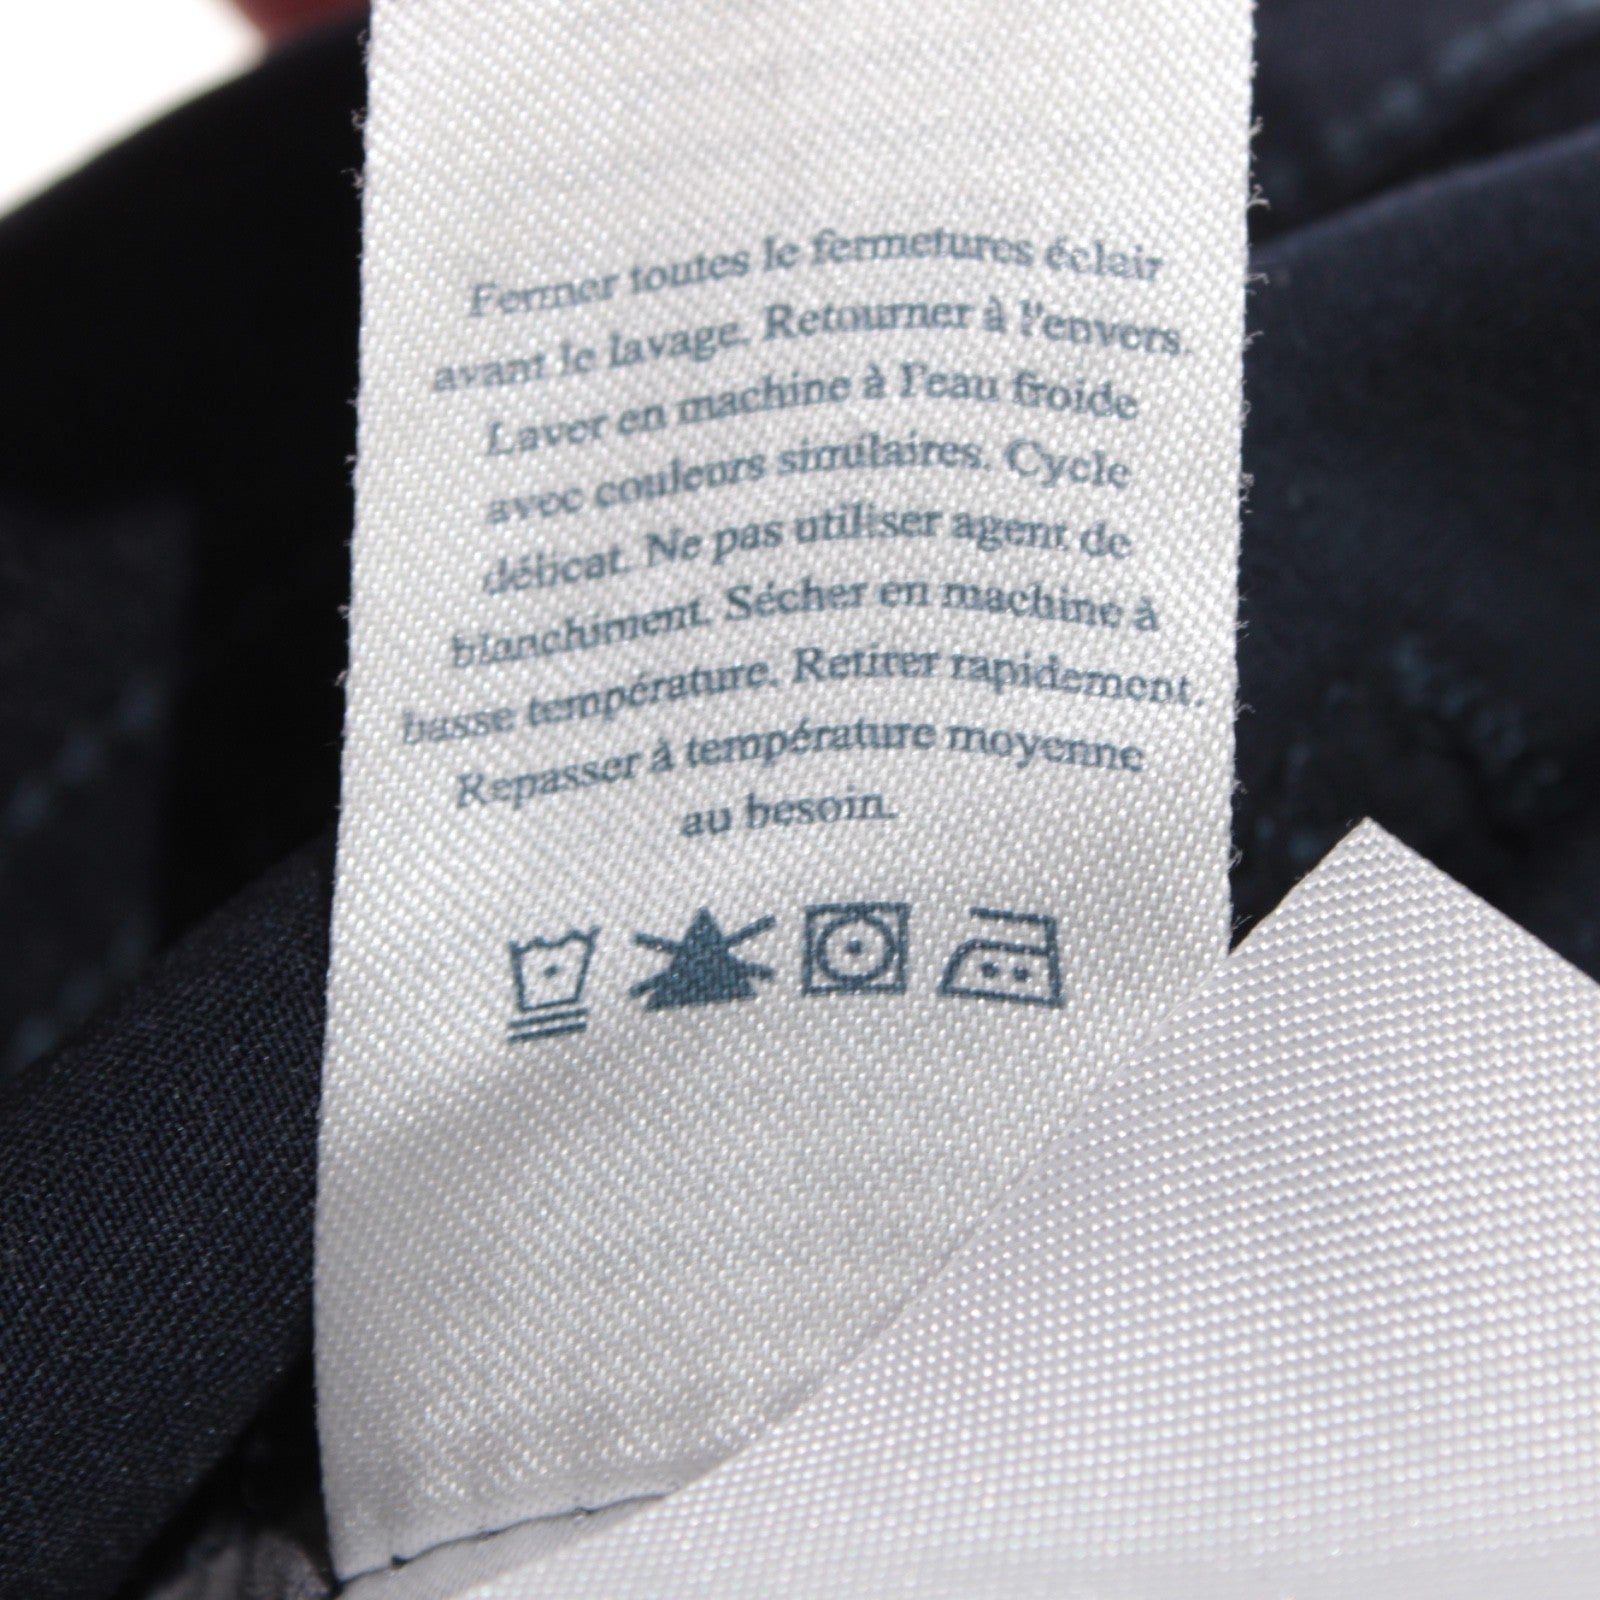 Fermer toutes le fermetures éclair
avant le lavage. Retourner à l'envers.
Laver en machine à l'eau froide
avec couleurs simulaires. Cycle
délicat. Ne pas utiliser agent de
blanchiment. Sécher en machine à
basse température. Retirer rapidement.
Repasser à température moyenne
au besoin.